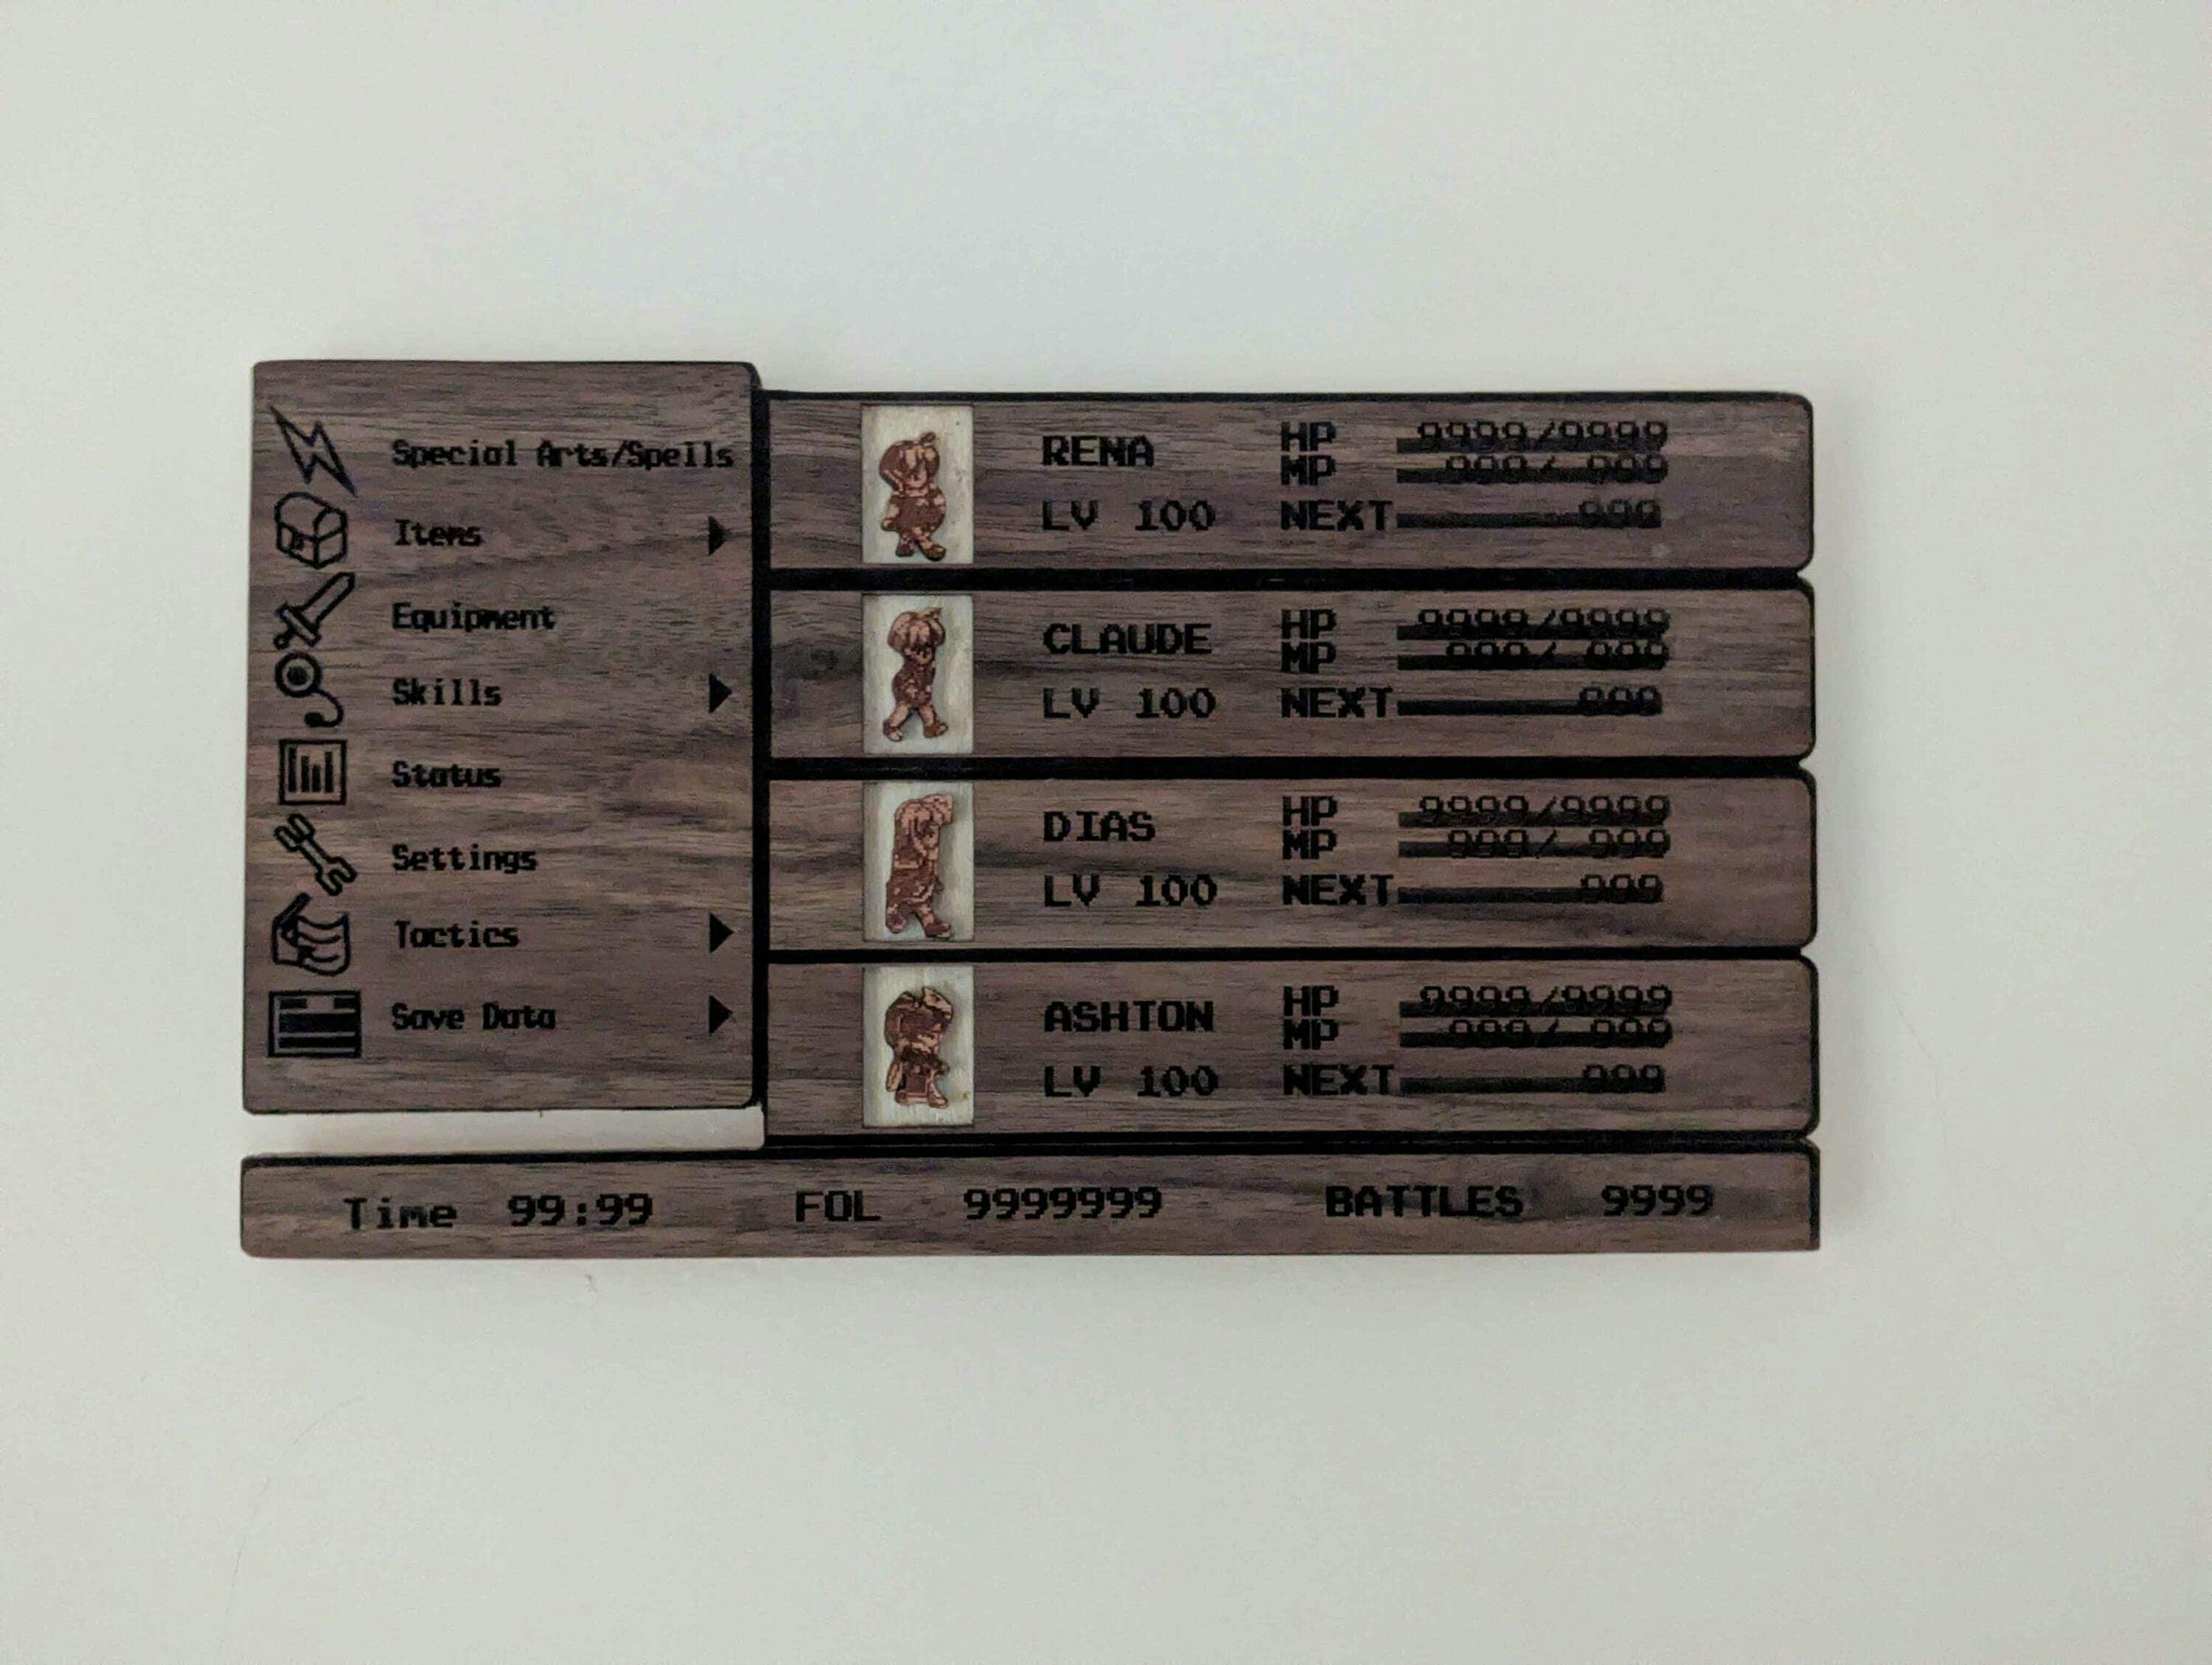 Special Arts/Spells
Items
Equipment
Skills
Status
Settings
Tactics
Save Data
RENA
HP 9999/9999
MP 999/ 999
LV 100 NEXT 999
CLAUDE
HP 9999/9999
MP 999/ 999
LV 100 NEXT 999
DIAS
HP 9999/9999
MP 999/ 999
LV 100 NEXT 999
ASHTON
HP 9999/9999
MP 999/ 999
LV 100 NEXT 999
Time 99:99 FOL 9999999 BATTLES 9999